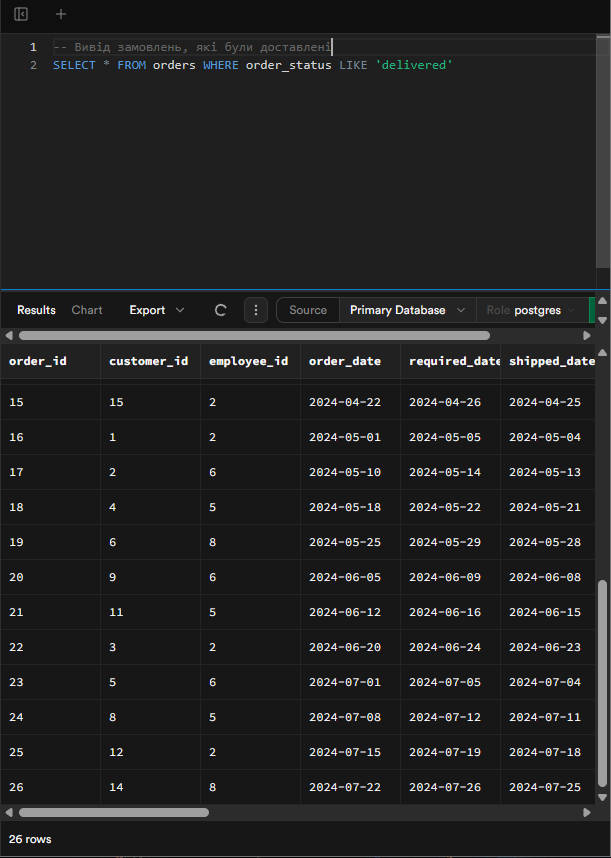 1 -- Вивід замовлень, які були доставлені
2 SELECT * FROM orders WHERE order_status LIKE 'delivered'
Results Chart Export Source Primary Database Role postgres
order_id customer_id employee_id order_date required_date shipped_date
15 15 2 2024-04-22 2024-04-26 2024-04-25
16 1 2 2024-05-01 2024-05-05 2024-05-04
17 2 6 2024-05-10 2024-05-14 2024-05-13
18 4 5 2024-05-18 2024-05-22 2024-05-21
19 6 8 2024-05-25 2024-05-29 2024-05-28
20 9 6 2024-06-05 2024-06-09 2024-06-08
21 11 5 2024-06-12 2024-06-16 2024-06-15
22 3 2 2024-06-20 2024-06-24 2024-06-23
23 5 6 2024-07-01 2024-07-05 2024-07-04
24 8 5 2024-07-08 2024-07-12 2024-07-11
25 12 2 2024-07-15 2024-07-19 2024-07-18
26 14 8 2024-07-22 2024-07-26 2024-07-25
26 rows